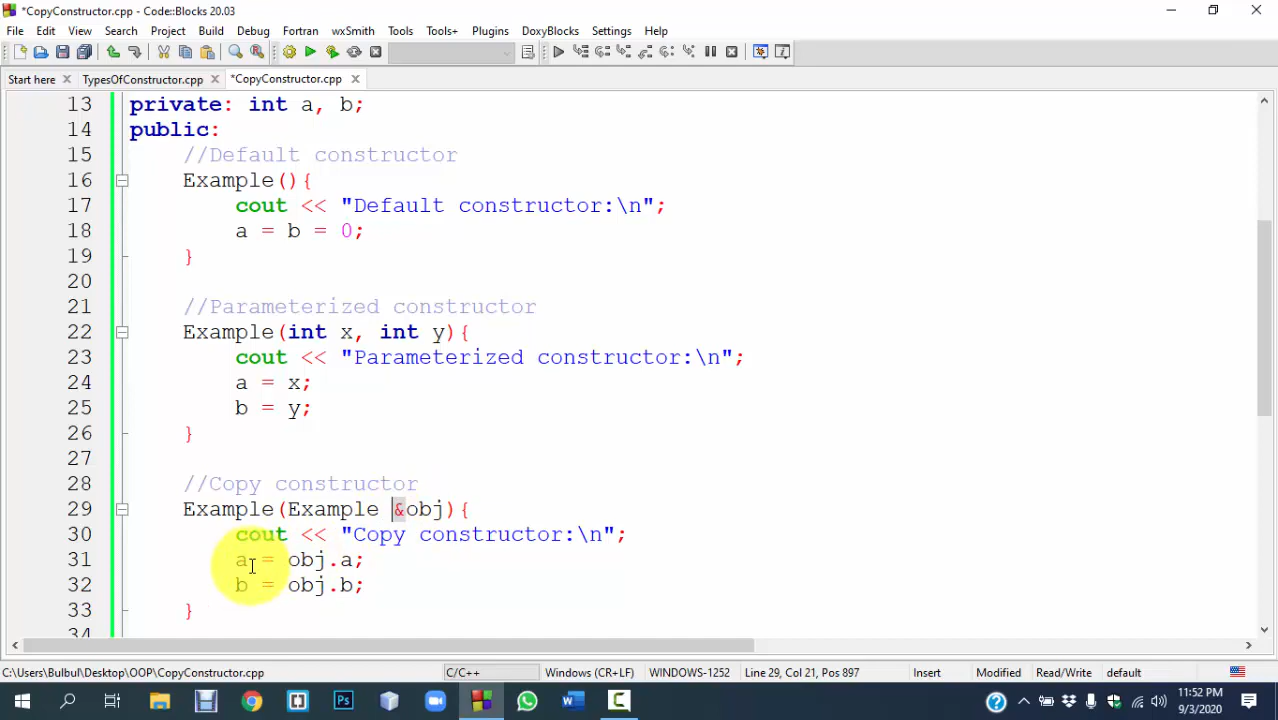 *CopyConstructor.cpp - Code::Blocks 20.03
File Edit View Search Project Build Debug Fortran wxSmith Tools Tools+ Plugins DoxyBlocks Settings Help
Start here TypesOfConstructor.cpp *CopyConstructor.cpp
13 private: int a, b;
14 public:
15 //Default constructor
16 Example(){
17 cout << "Default constructor:\n";
18 a = b = 0;
19 }
20
21 //Parameterized constructor
22 Example(int x, int y){
23 cout << "Parameterized constructor:\n";
24 a = x;
25 b = y;
26 }
27
28 //Copy constructor
29 Example(Example &obj){
30 cout << "Copy constructor:\n";
31 a = obj.a;
32 b = obj.b;
33 }
34
C:\Users\Bulbul\Desktop\OOP\CopyConstructor.cpp C/C++ Windows (CR+LF) WINDOWS-1252 Line 29, Col 21, Pos 897 Insert Modified Read/Write default
Ps W
11:52 PM
9/3/2020